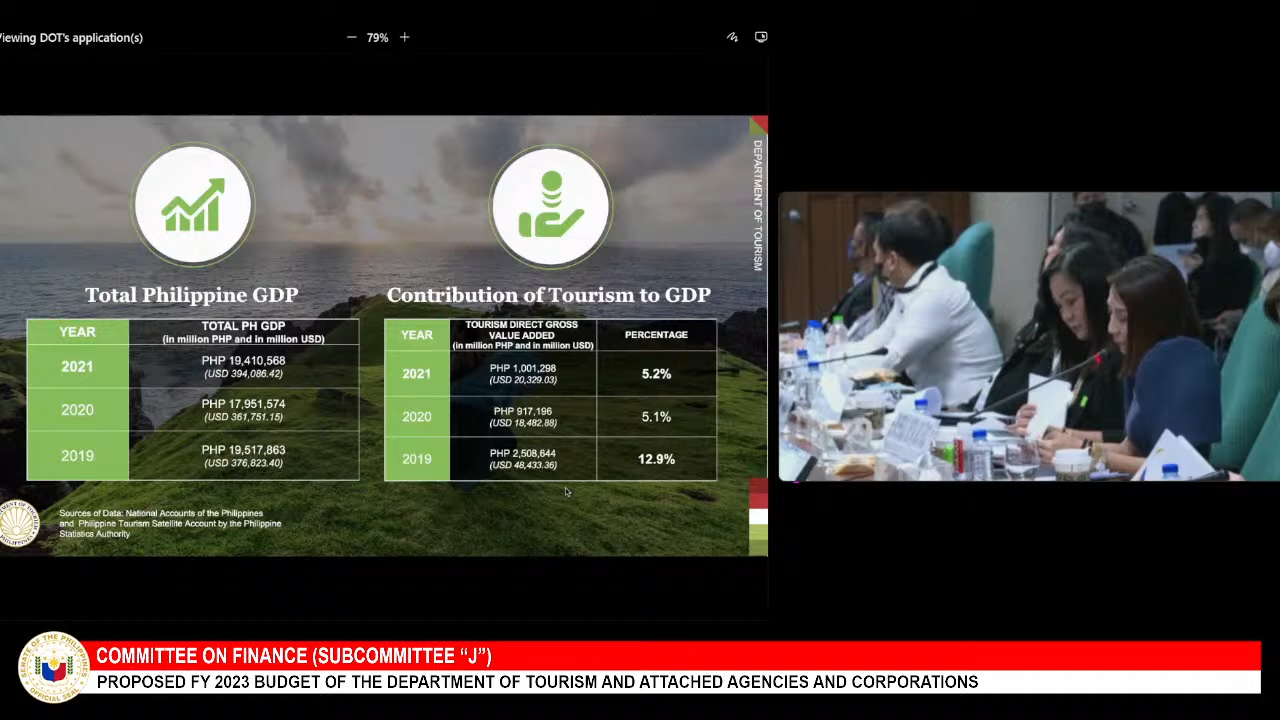 Viewing DOT's application(s)
79%
DEPARTMENT OF TOURISM
Total Philippine GDP
YEAR
TOTAL PH GDP
(in million PHP and in million USD)
2021
PHP 19,410,568
(USD 394,086.42)
2020
PHP 17,951,574
(USD 361,751.15)
2019
PHP 19,517,863
(USD 376,823.40)
Contribution of Tourism to GDP
YEAR
TOURISM DIRECT GROSS
VALUE ADDED
(in million PHP and in million USD)
PERCENTAGE
2021
PHP 1,001,298
(USD 20,329.03)
5.2%
2020
PHP 917,196
(USD 18,482.88)
5.1%
2019
PHP 2,508,644
(USD 48,433.36)
12.9%
Sources of Data: National Accounts of the Philippines
and Philippine Tourism Satellite Account by the Philippine
Statistics Authority
SENATE OF THE PHILIPPINES
OFFICIAL SEAL
COMMITTEE ON FINANCE (SUBCOMMITTEE “J”)
PROPOSED FY 2023 BUDGET OF THE DEPARTMENT OF TOURISM AND ATTACHED AGENCIES AND CORPORATIONS